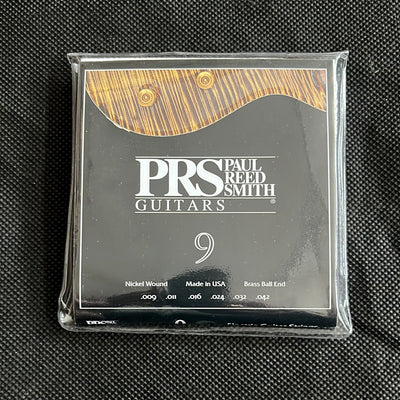 PRS PAUL REED SMITH
GUITARS ®
9
Nickel Wound Made in USA Brass Ball End
.009 .011 .016 .024 .032 .042